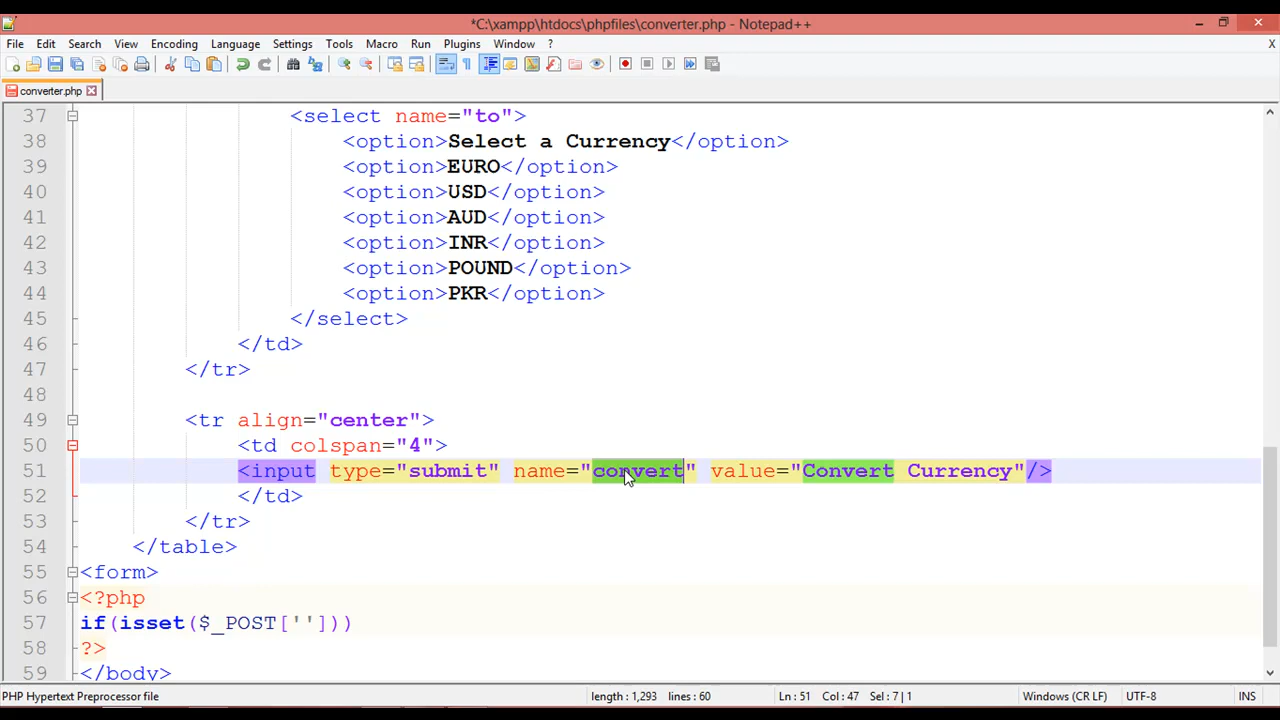 *C:\xampp\htdocs\phpfiles\converter.php - Notepad++
File Edit Search View Encoding Language Settings Tools Macro Run Plugins Window ? X
converter.php
37 <select name="to">
38 <option>Select a Currency</option>
39 <option>EURO</option>
40 <option>USD</option>
41 <option>AUD</option>
42 <option>INR</option>
43 <option>POUND</option>
44 <option>PKR</option>
45 </select>
46 </td>
47 </tr>
48
49 <tr align="center">
50 <td colspan="4">
51 <input type="submit" name="convert" value="Convert Currency"/>
52 </td>
53 </tr>
54 </table>
55 <form>
56 <?php
57 if(isset($_POST['']))
58 ?>
59 </body>
PHP Hypertext Preprocessor file length : 1,293 lines : 60 Ln : 51 Col : 47 Sel : 7 | 1 Windows (CR LF) UTF-8 INS